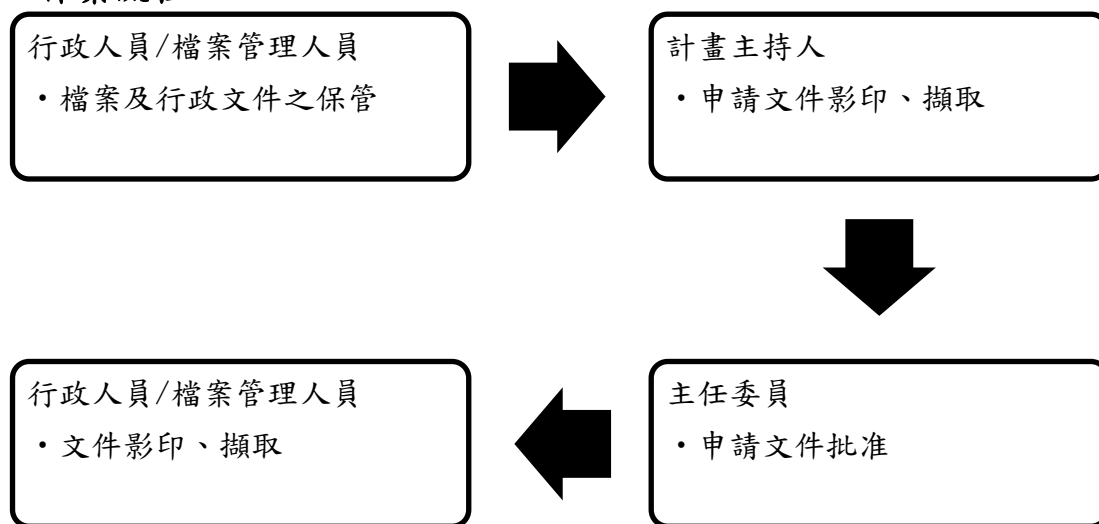 行政人員/檔案管理人員
・檔案及行政文件之保管
計畫主持人
・申請文件影印、擷取
主任委員
・申請文件批准
行政人員/檔案管理人員
・文件影印、擷取